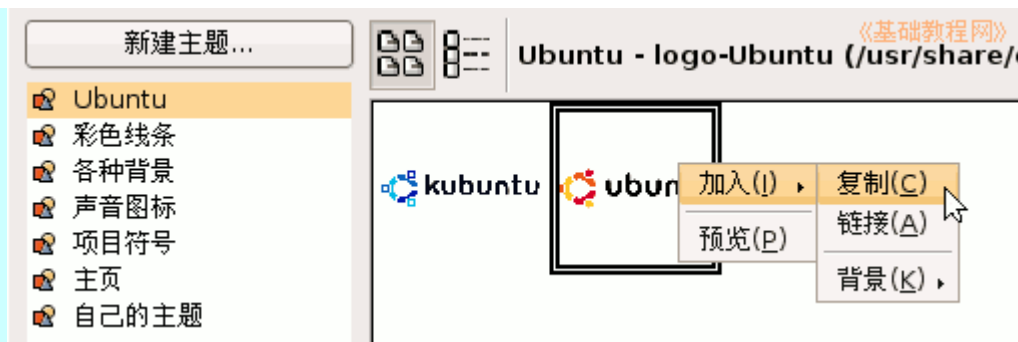 新建主题...
《基础教程网》
Ubuntu - logo-Ubuntu (/usr/share/
Ubuntu
彩色线条
各种背景
声音图标
项目符号
主页
自己的主题
kubuntu
ubun
加入(I)
预览(P)
复制(C)
链接(A)
背景(K)